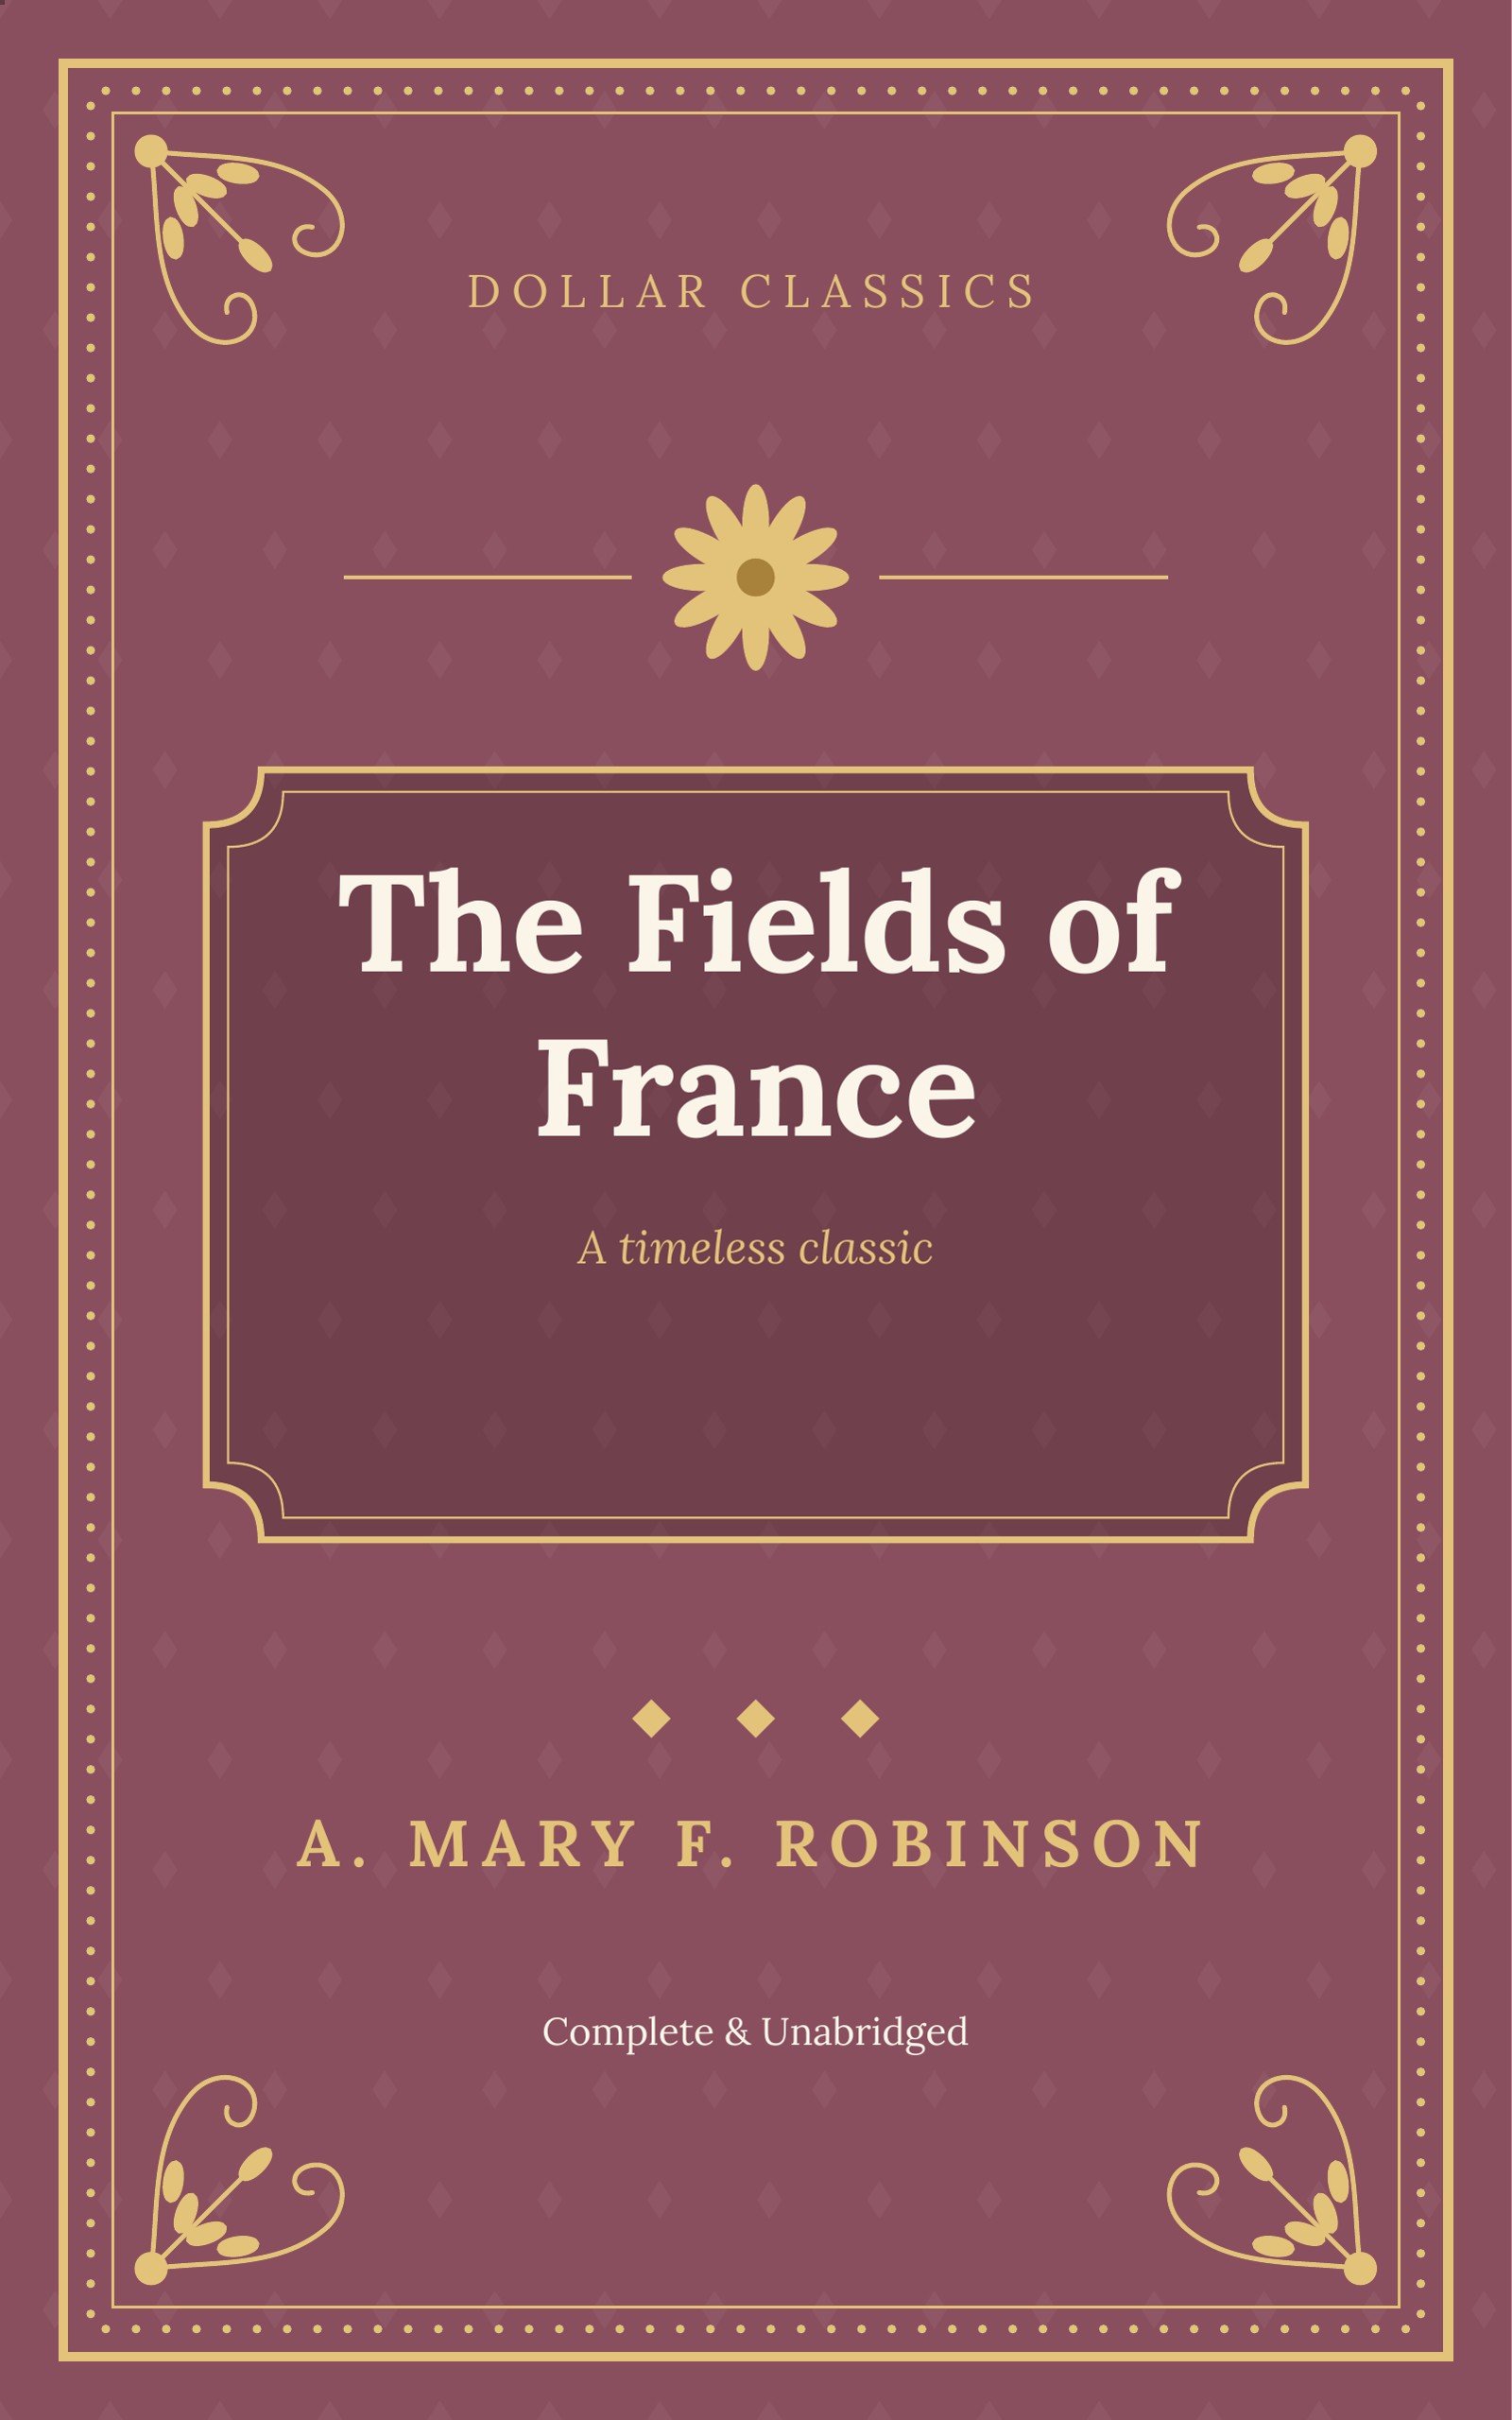 DOLLAR CLASSICS
The Fields of
France
A timeless classic
A. MARY F. ROBINSON
Complete & Unabridged